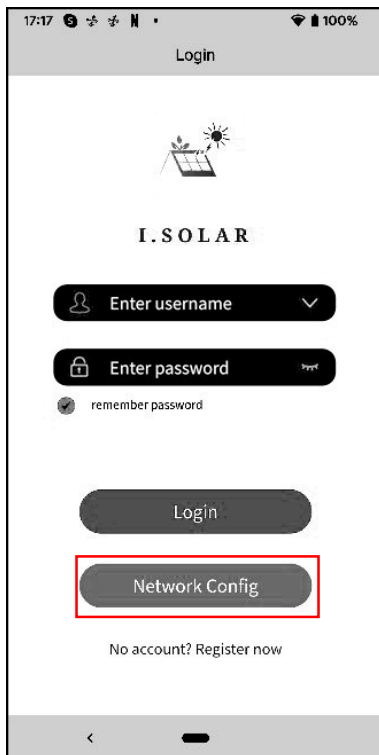 17:17 100%
Login
I.SOLAR
Enter username
Enter password
remember password
Login
Network Config
No account? Register now